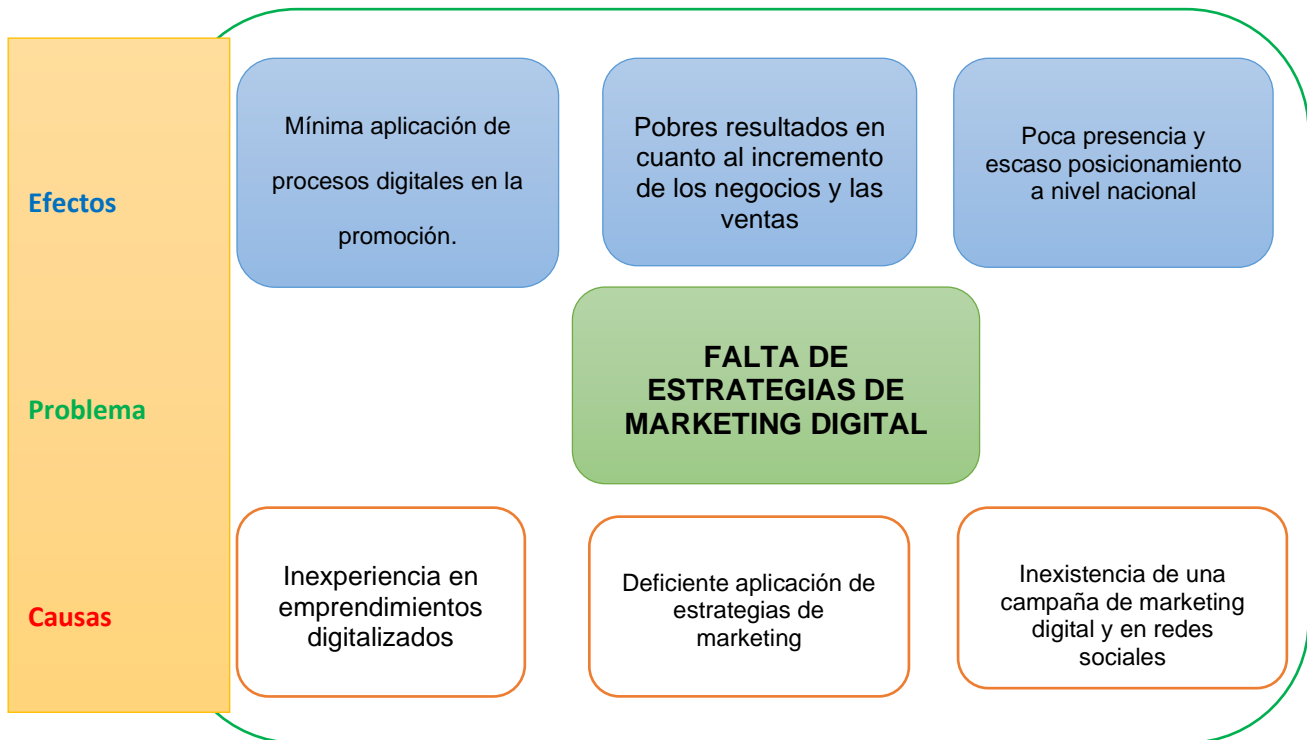 Efectos
Mínima aplicación de
procesos digitales en la
promoción.
Pobres resultados en
cuanto al incremento
de los negocios y las
ventas
Poca presencia y
escaso posicionamiento
a nivel nacional
Problema
FALTA DE
ESTRATEGIAS DE
MARKETING DIGITAL
Causas
Inexperiencia en
emprendimientos
digitalizados
Deficiente aplicación de
estrategias de
marketing
Inexistencia de una
campaña de marketing
digital y en redes
sociales